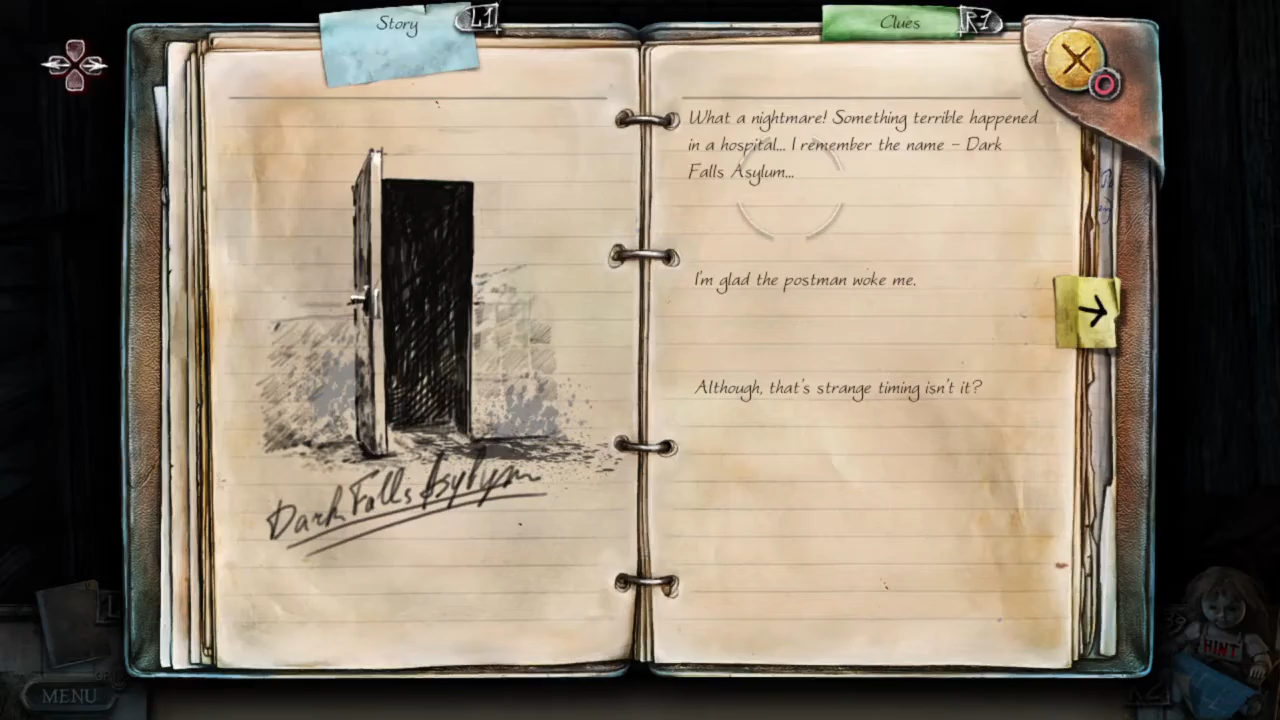 Story
L1
Clues
R1
What a nightmare! Something terrible happened
in a hospital... I remember the name - Dark
Falls Asylum...
I'm glad the postman woke me.
Although, that's strange timing isn't it?
Dark Falls Asylum
HINT
MENU